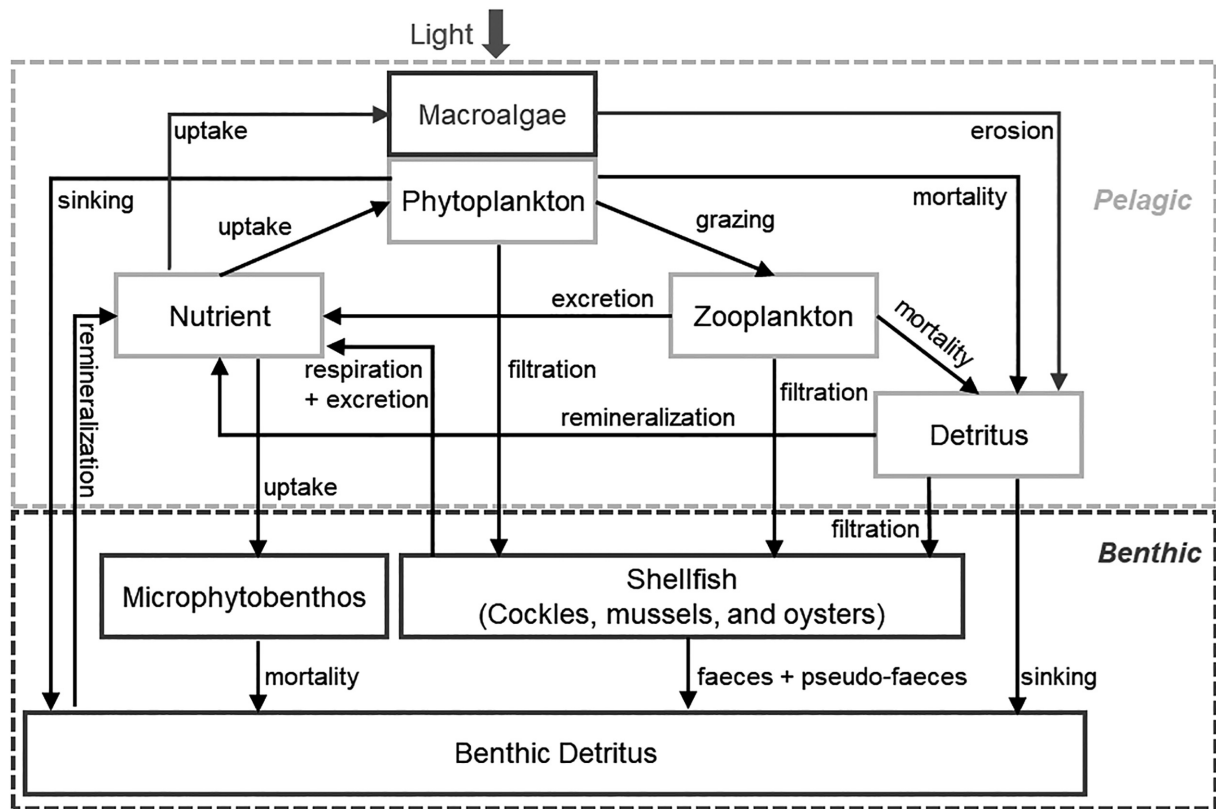 Light
Macroalgae
uptake
erosion
sinking
Phytoplankton
mortality
Pelagic
uptake
grazing
Nutrient
excretion
Zooplankton
mortality
remineralization
respiration
+ excretion
filtration
filtration
remineralization
Detritus
uptake
filtration
Benthic
Microphytobenthos
Shellfish
(Cockles, mussels, and oysters)
mortality
faeces + pseudo-faeces
sinking
Benthic Detritus